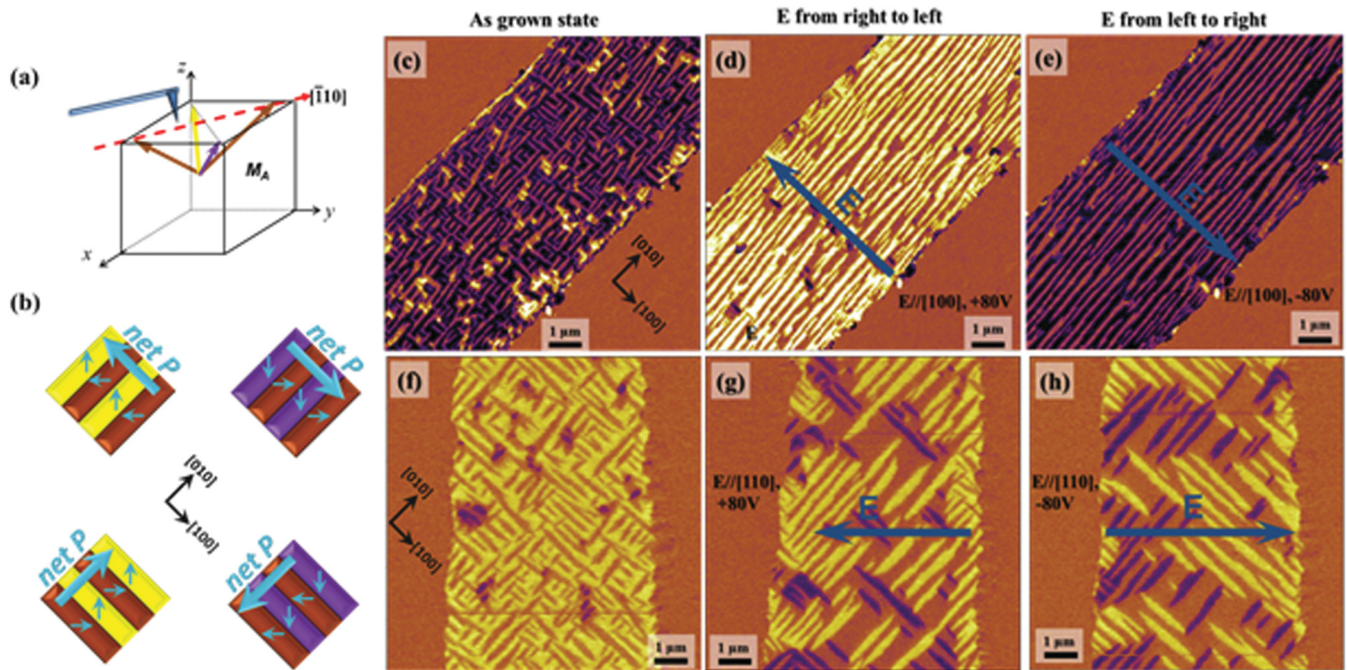 As grown state
E from right to left
E from left to right
(a)
z
[1̄10]
M_A
y
x
(b)
net P
net P
[010]
[100]
net P
net P
(c)
[010]
[100]
1 μm
(d)
E
E//[100], +80V
E
1 μm
(e)
E
E//[100], -80V
1 μm
(f)
[010]
[100]
1 μm
(g)
E//[110],
+80V
E
1 μm
(h)
E//[110],
-80V
E
1 μm